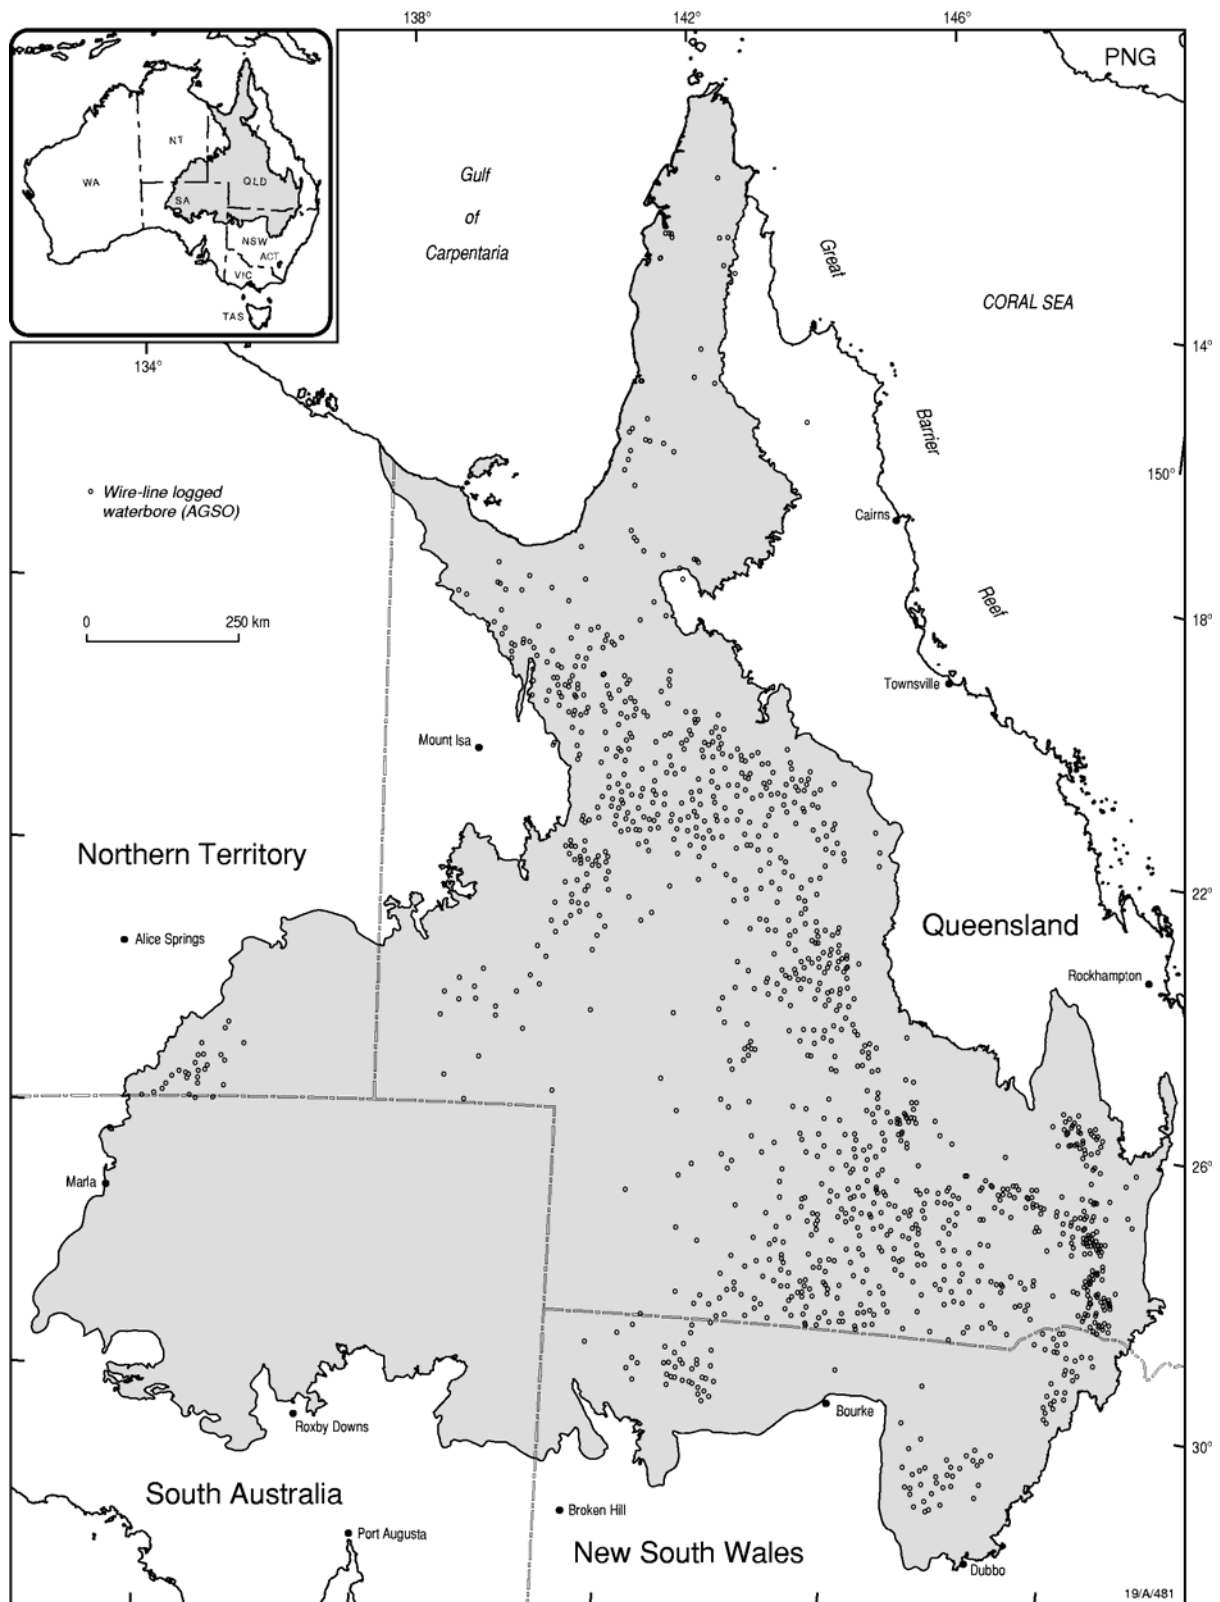 138°
142°
146°
PNG
NT
WA
QLD
SA
NSW
ACT
VIC
TAS
Gulf
of
Carpentaria
Great
CORAL SEA
134°
14°
Barrier
150°
Wire-line logged
waterbore (AGSO)
Cairns
Reef
0
250 km
18°
Townsville
Mount Isa
Northern Territory
22°
Queensland
Alice Springs
Rockhampton
26°
Marla
Bourke
Roxby Downs
30°
South Australia
Broken Hill
Port Augusta
New South Wales
Dubbo
19/A/481